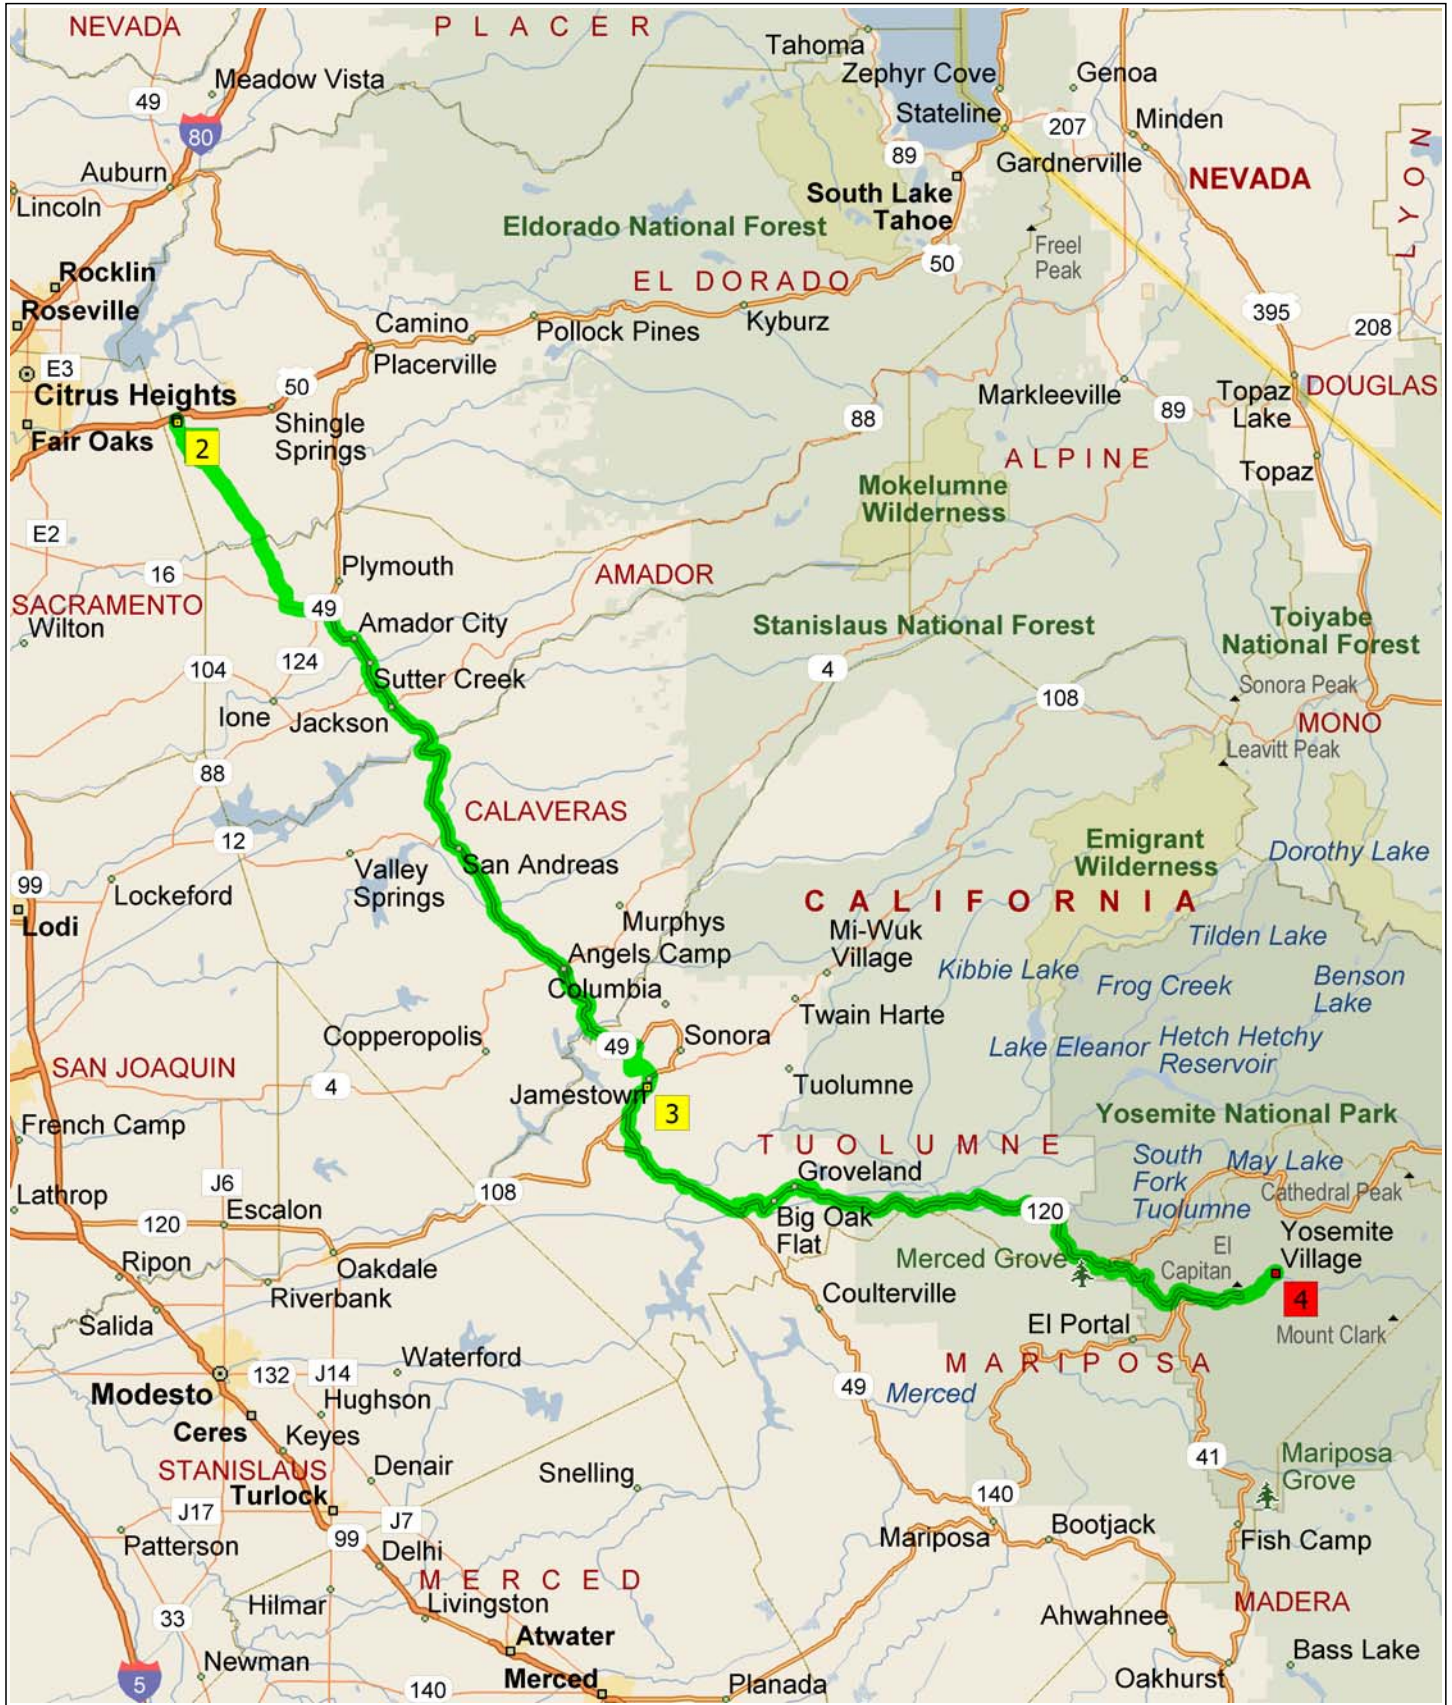 NEVADA
P L A C E R
Tahoma
Meadow Vista
Zephyr Cove
Genoa
49
Stateline
207
Minden
80
Auburn
89
Gardnerville
L Y O N
Lincoln
South Lake
Tahoe
NEVADA
Eldorado National Forest
Freel
Peak
50
Rocklin
EL DORADO
Roseville
Camino
Pollock Pines
Kyburz
395
208
E3
Placerville
50
Citrus Heights
Markleeville
Topaz
Lake
DOUGLAS
89
Fair Oaks
2
Shingle
Springs
88
ALPINE
Topaz
Mokelumne
Wilderness
E2
16
Plymouth
AMADOR
SACRAMENTO
Wilton
49
Amador City
Stanislaus National Forest
Toiyabe
National Forest
104
124
Sutter Creek
4
Sonora Peak
108
Ione
Jackson
MONO
Leavitt Peak
88
CALAVERAS
12
Emigrant
Wilderness
Dorothy Lake
Valley
Springs
San Andreas
99
Lockeford
C A L I F O R N I A
Lodi
Murphys
Mi-Wuk
Village
Tilden Lake
Angels Camp
Kibbie Lake
Frog Creek
Benson
Lake
Columbia
Twain Harte
Copperopolis
49
Sonora
Lake Eleanor
Hetch Hetchy
Reservoir
SAN JOAQUIN
4
Jamestown
Tuolumne
3
French Camp
Yosemite National Park
T U O L U M N E
South
Fork
Tuolumne
May Lake
Groveland
Cathedral Peak
J6
108
Lathrop
Escalon
120
Big Oak
Flat
120
Yosemite
Village
Ripon
Oakdale
Merced Grove
El
Capitan
Riverbank
Coulterville
4
Salida
El Portal
Mount Clark
Waterford
M A R I P O S A
132
J14
Modesto
49
Merced
Hughson
Ceres
Keyes
41
Mariposa
Grove
STANISLAUS
Denair
Snelling
Turlock
140
J17
J7
Patterson
99
Mariposa
Bootjack
Fish Camp
Delhi
M E R C E D
Hilmar
Livingston
MADERA
33
Ahwahnee
Atwater
Newman
Bass Lake
5
Merced
Oakhurst
140
Planada